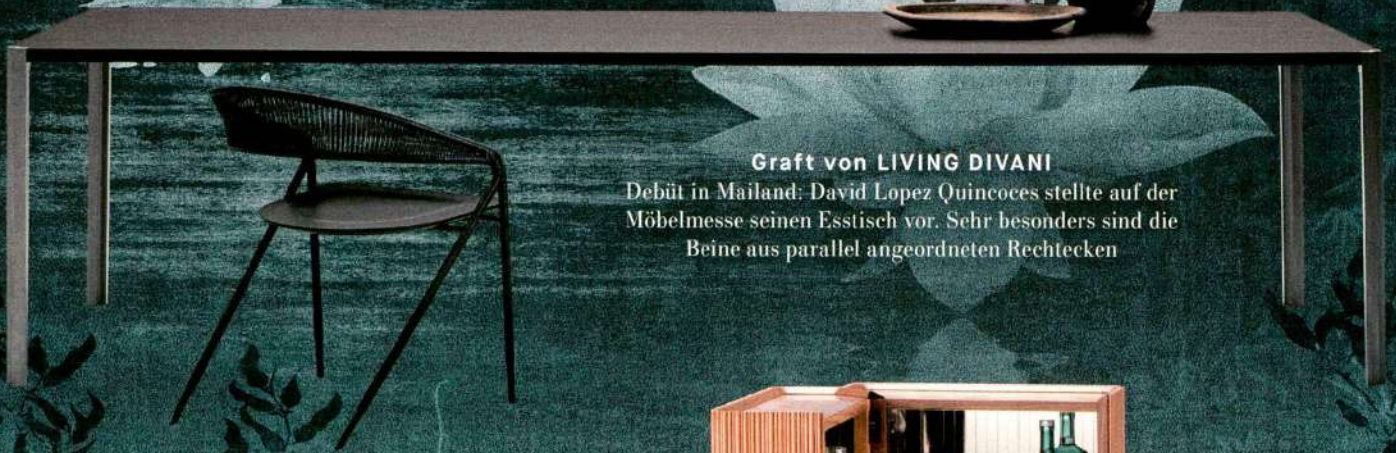 Graft von LIVING DIVANI
Debüt in Mailand: David Lopez Quincoces stellte auf der
Möbelmesse seinen Esstisch vor. Sehr besonders sind die
Beine aus parallel angeordneten Rechtecken